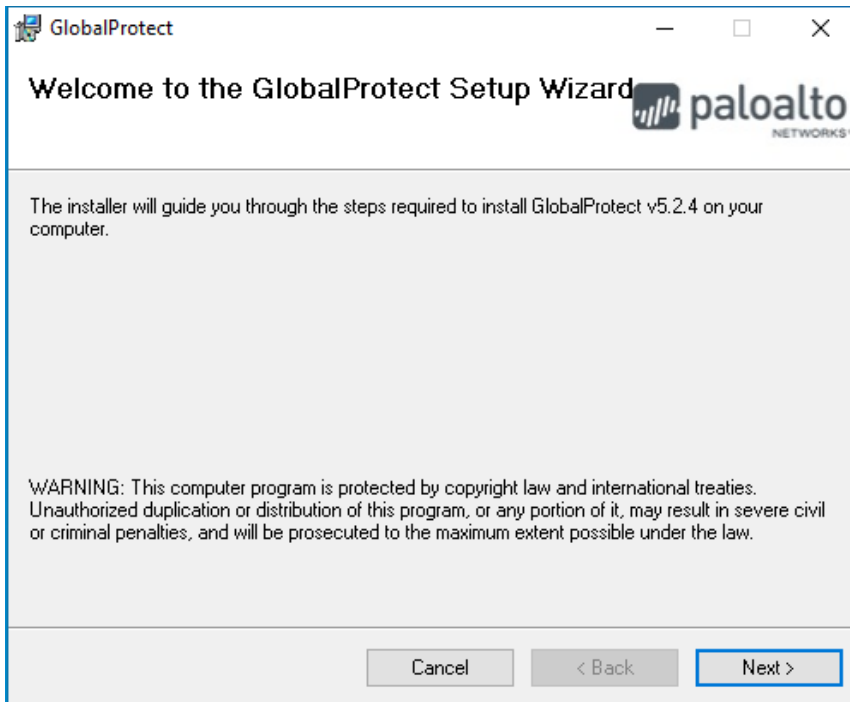 GlobalProtect
Welcome to the GlobalProtect Setup Wizard
paloalto
NETWORKS
The installer will guide you through the steps required to install GlobalProtect v5.2.4 on your
computer.
WARNING: This computer program is protected by copyright law and international treaties.
Unauthorized duplication or distribution of this program, or any portion of it, may result in severe civil
or criminal penalties, and will be prosecuted to the maximum extent possible under the law.
Cancel < Back Next >